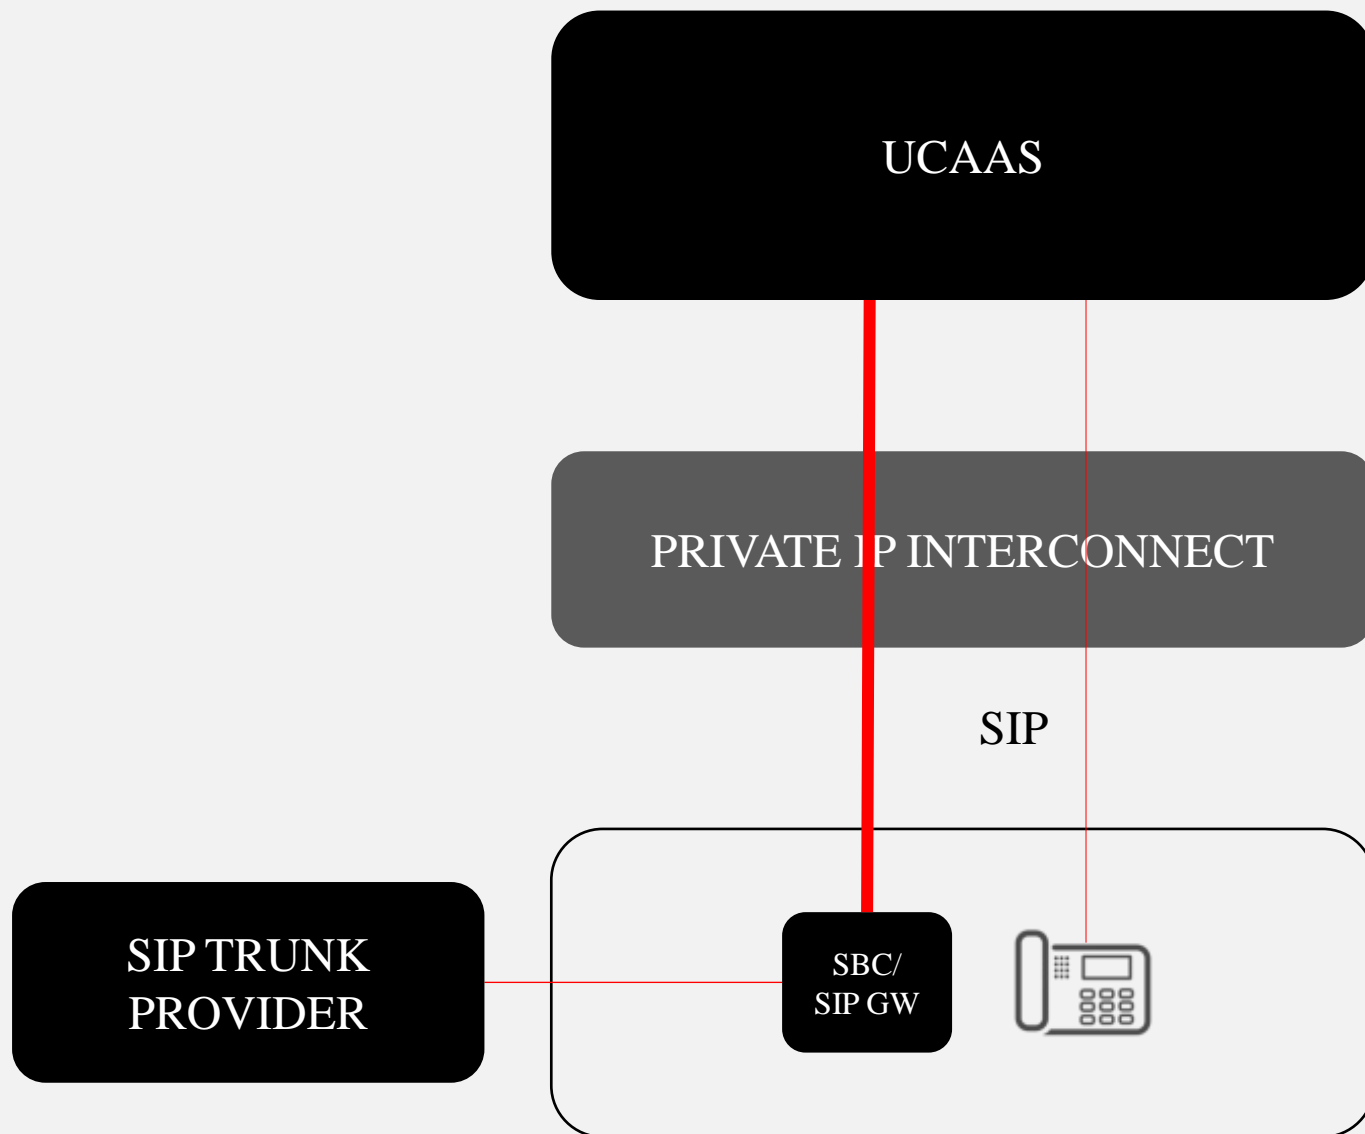 UCAAS
PRIVATE IP INTERCONNECT
SIP
SIP TRUNK
PROVIDER
SBC/
SIP GW